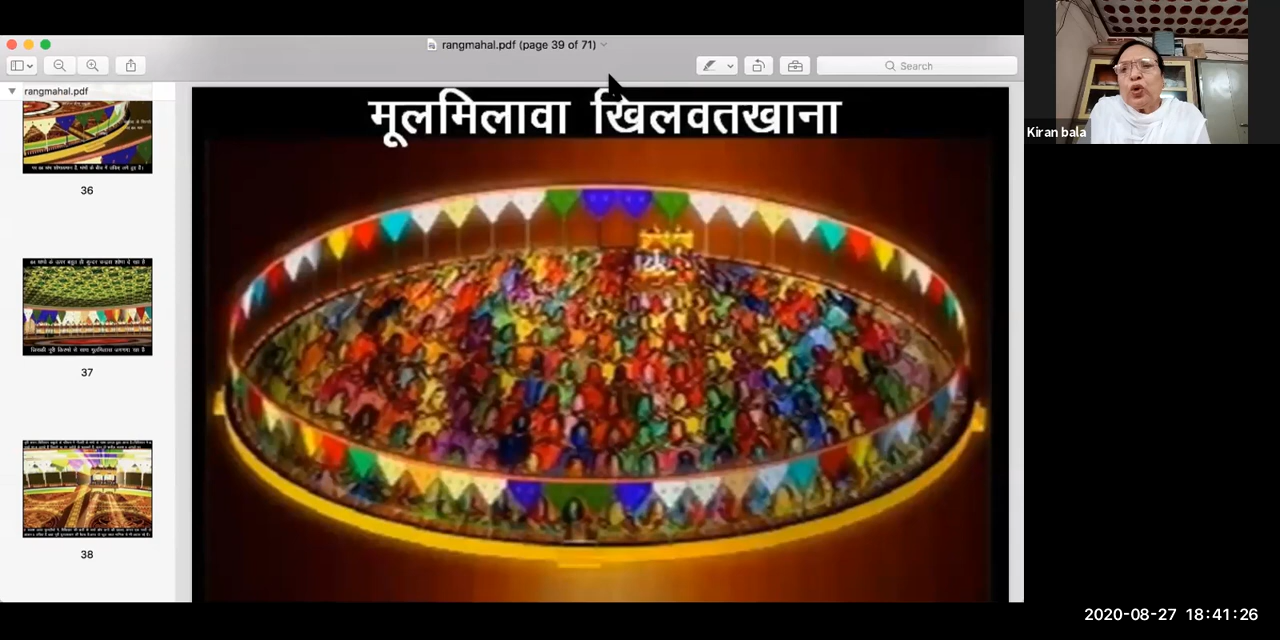 rangmahal.pdf (page 39 of 71)
Search
rangmahal.pdf
36
37
38
मूलमिलावा खिलवतखाना
Kiran bala
2020-08-27 18:41:26